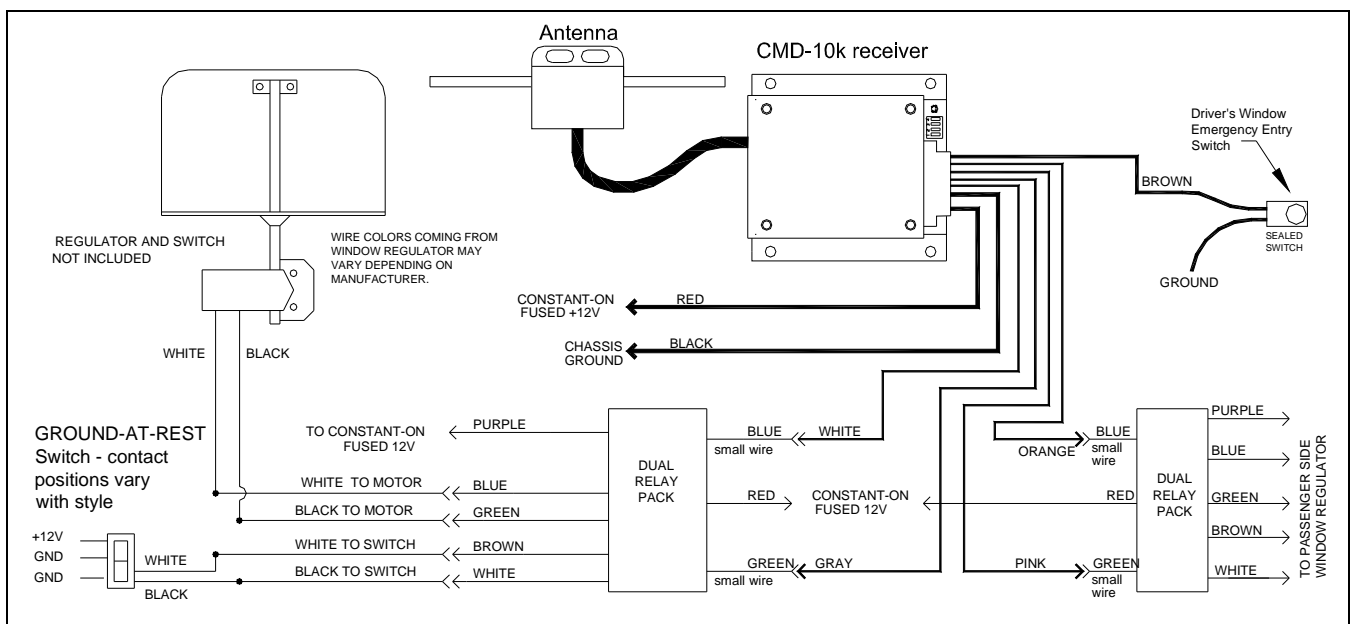 Antenna
CMD-10k receiver
Driver's Window
Emergency Entry
Switch
BROWN
SEALED
SWITCH
GROUND
REGULATOR AND SWITCH
NOT INCLUDED
WIRE COLORS COMING FROM
WINDOW REGULATOR MAY
VARY DEPENDING ON
MANUFACTURER.
CONSTANT-ON
FUSED +12V
RED
CHASSIS
GROUND
BLACK
WHITE
BLACK
GROUND-AT-REST
Switch - contact
positions vary
with style
+12V
GND
GND
WHITE
BLACK
TO CONSTANT-ON
FUSED 12V
PURPLE
WHITE TO MOTOR
BLUE
BLACK TO MOTOR
GREEN
WHITE TO SWITCH
BROWN
BLACK TO SWITCH
WHITE
DUAL
RELAY
PACK
BLUE
small wire
WHITE
RED
CONSTANT-ON
FUSED 12V
GREEN
small wire
GRAY
ORANGE
BLUE
small
wire
RED
PINK
GREEN
small
wire
DUAL
RELAY
PACK
PURPLE
BLUE
GREEN
BROWN
WHITE
TO PASSENGER SIDE
WINDOW REGULATOR